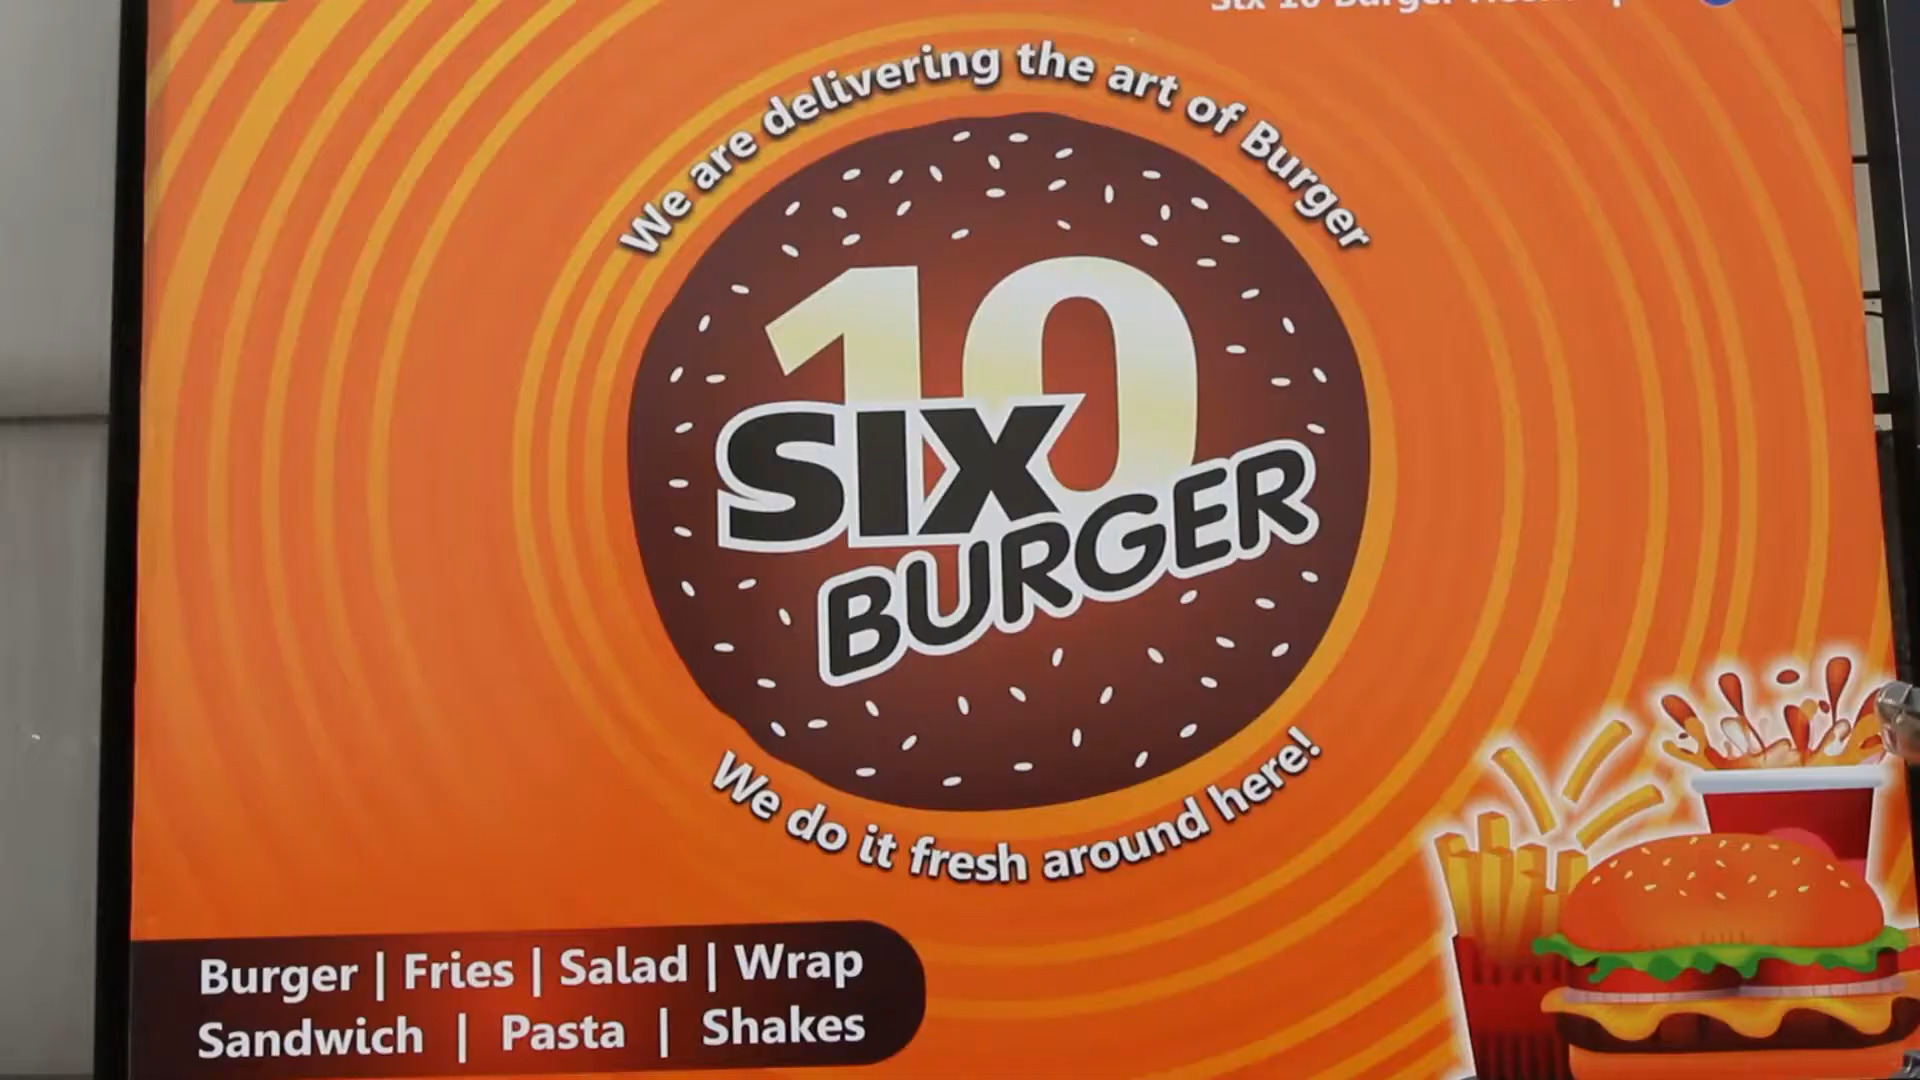 Six 10 Burger
We are delivering the art of Burger
10
SIX
BURGER
We do it fresh around here!
Burger | Fries | Salad | Wrap
Sandwich | Pasta | Shakes